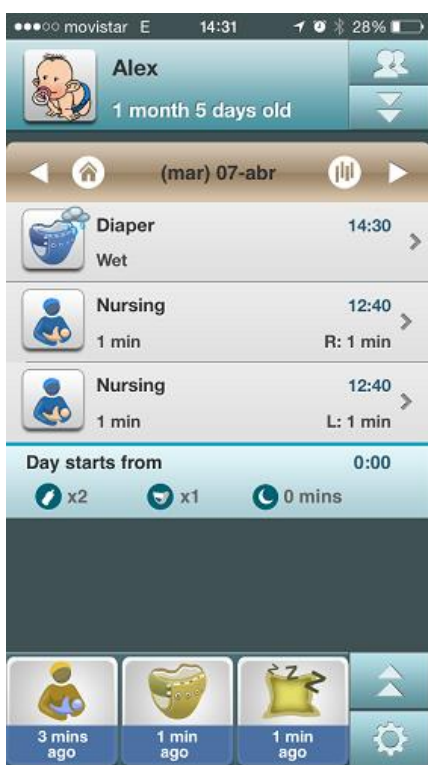 movistar E 14:31 28%
Alex
1 month 5 days old
(mar) 07-abr
Diaper 14:30
Wet
Nursing 12:40
1 min R: 1 min
Nursing 12:40
1 min L: 1 min
Day starts from 0:00
x2 x1 0 mins
z z z
3 mins ago
1 min ago
1 min ago